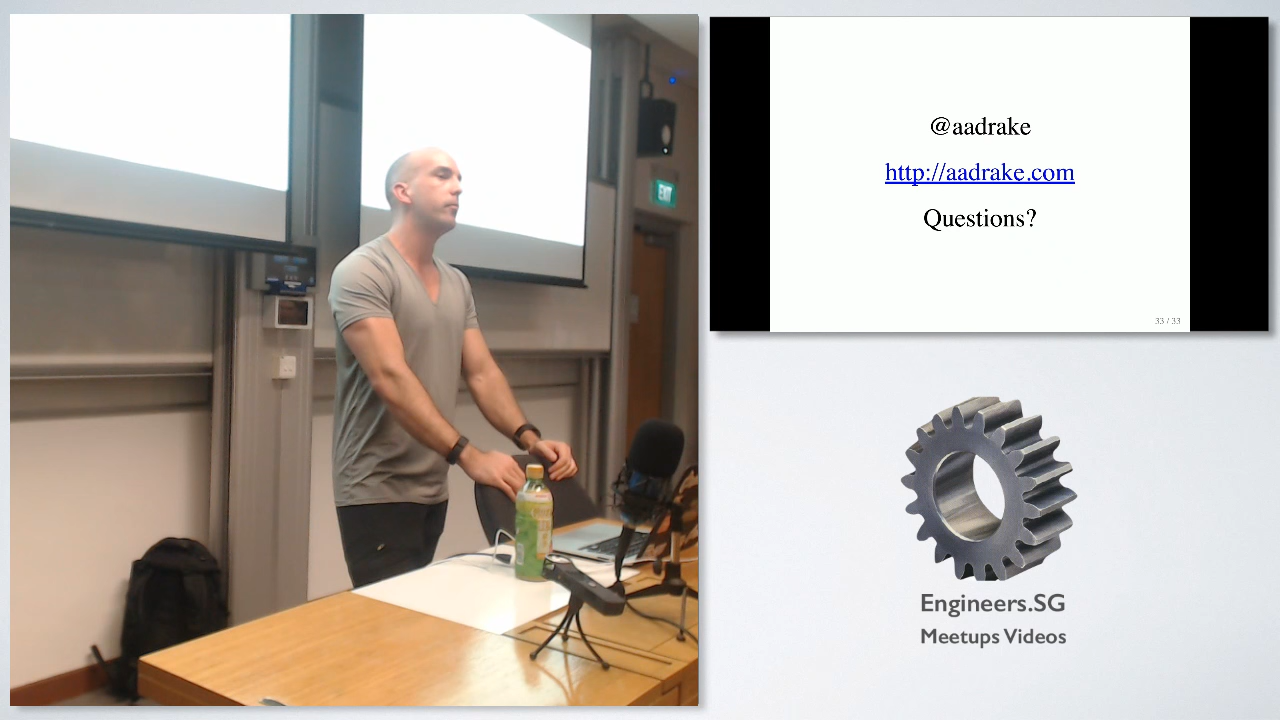 EXIT
@aadrake
http://aadrake.com
Questions?
33 / 33
Engineers.SG
Meetups Videos